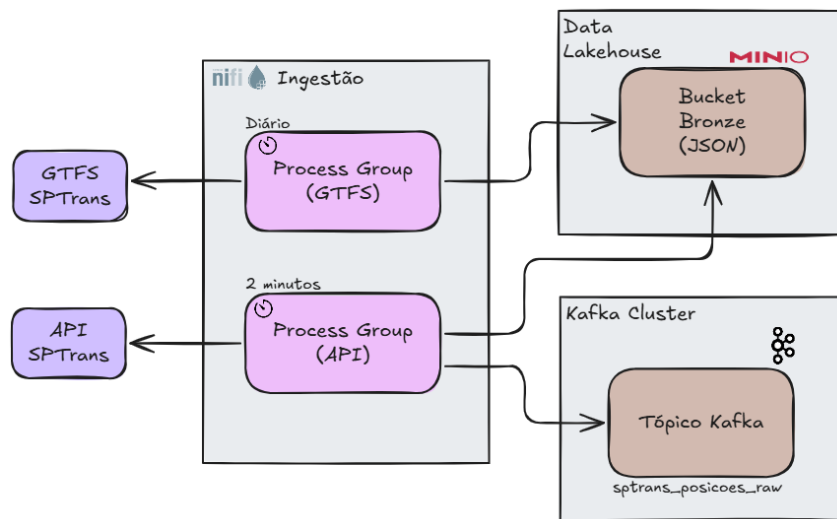 Data
Lakehouse
MINIO
nifi Ingestão
Bucket
Bronze
(JSON)
Diário
Process Group
(GTFS)
GTFS
SPTrans
2 minutos
Process Group
(API)
API
SPTrans
Kafka Cluster
Tópico Kafka
sptrans_posicoes_raw